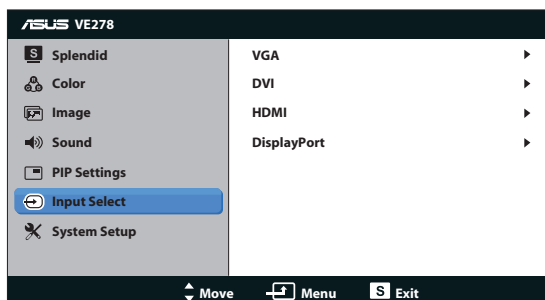 ASUS VE278
S Splendid
Color
Image
Sound
PIP Settings
Input Select
System Setup
VGA
DVI
HDMI
DisplayPort
Move Menu S Exit